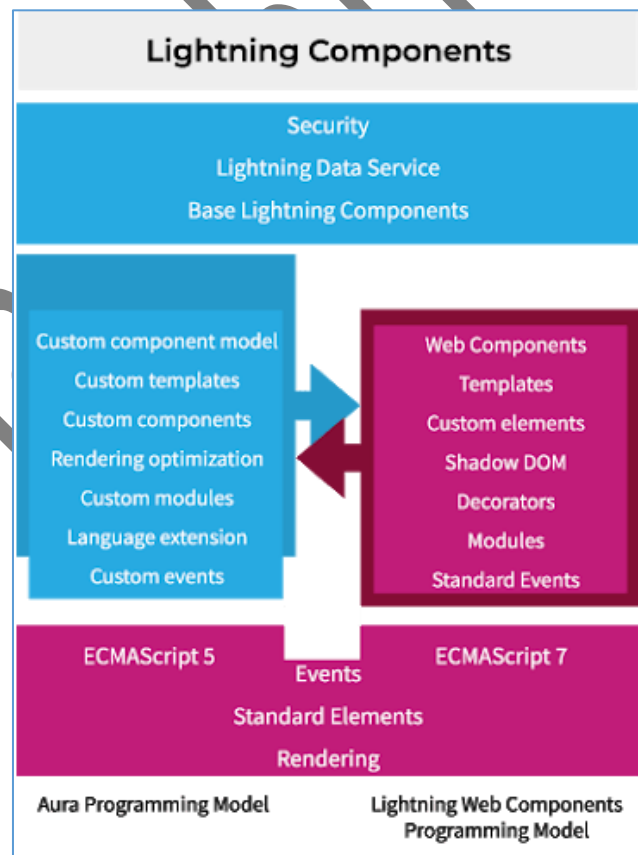 Lightning Components
Security
Lightning Data Service
Base Lightning Components
Custom component model
Custom templates
Custom components
Rendering optimization
Custom modules
Language extension
Custom events
Web Components
Templates
Custom elements
Shadow DOM
Decorators
Modules
Standard Events
ECMAScript 5
ECMAScript 7
Events
Standard Elements
Rendering
Aura Programming Model
Lightning Web Components
Programming Model